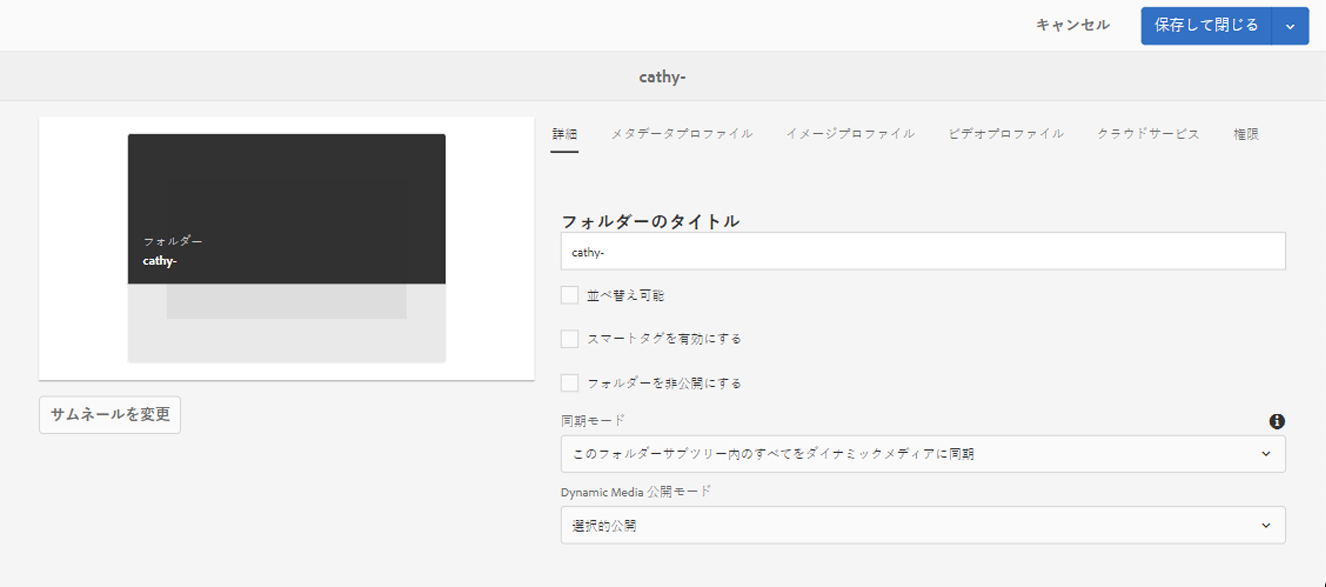 キャンセル
保存して閉じる
cathy-
フォルダー
cathy-
サムネールを変更
詳細 メタデータプロファイル イメージプロファイル ビデオプロファイル クラウドサービス 権限
フォルダーのタイトル
cathy-
並べ替え可能
スマートタグを有効にする
フォルダーを非公開にする
同期モード
このフォルダーサブツリー内のすべてをダイナミックメディアに同期
Dynamic Media 公開モード
選択的公開